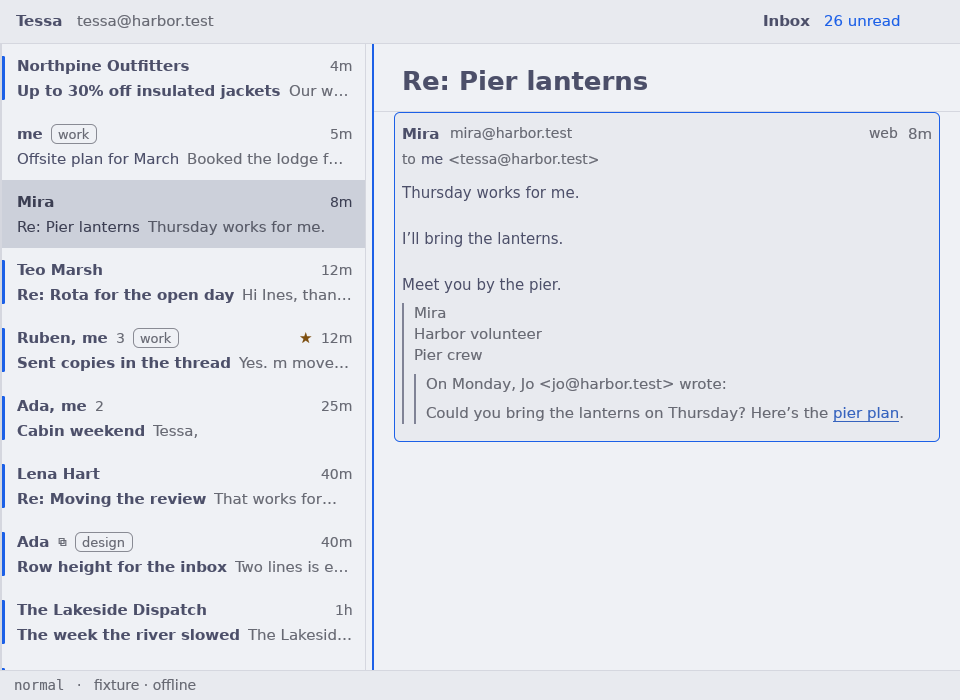 Tessa tessa@harbor.test Inbox 26 unread
Northpine Outfitters 4m
Up to 30% off insulated jackets Our w…
me work 5m
Offsite plan for March Booked the lodge f…
Mira 8m
Re: Pier lanterns Thursday works for me.
Teo Marsh 12m
Re: Rota for the open day Hi Ines, than…
Ruben, me 3 work ★ 12m
Sent copies in the thread Yes. m move…
Ada, me 2 25m
Cabin weekend Tessa,
Lena Hart 40m
Re: Moving the review That works for…
Ada design 40m
Row height for the inbox Two lines is e…
The Lakeside Dispatch 1h
The week the river slowed The Lakesid…
Re: Pier lanterns
Mira mira@harbor.test web 8m
to me <tessa@harbor.test>
Thursday works for me.
I’ll bring the lanterns.
Meet you by the pier.
Mira
Harbor volunteer
Pier crew
On Monday, Jo <jo@harbor.test> wrote:
Could you bring the lanterns on Thursday? Here’s the pier plan.
normal · fixture · offline